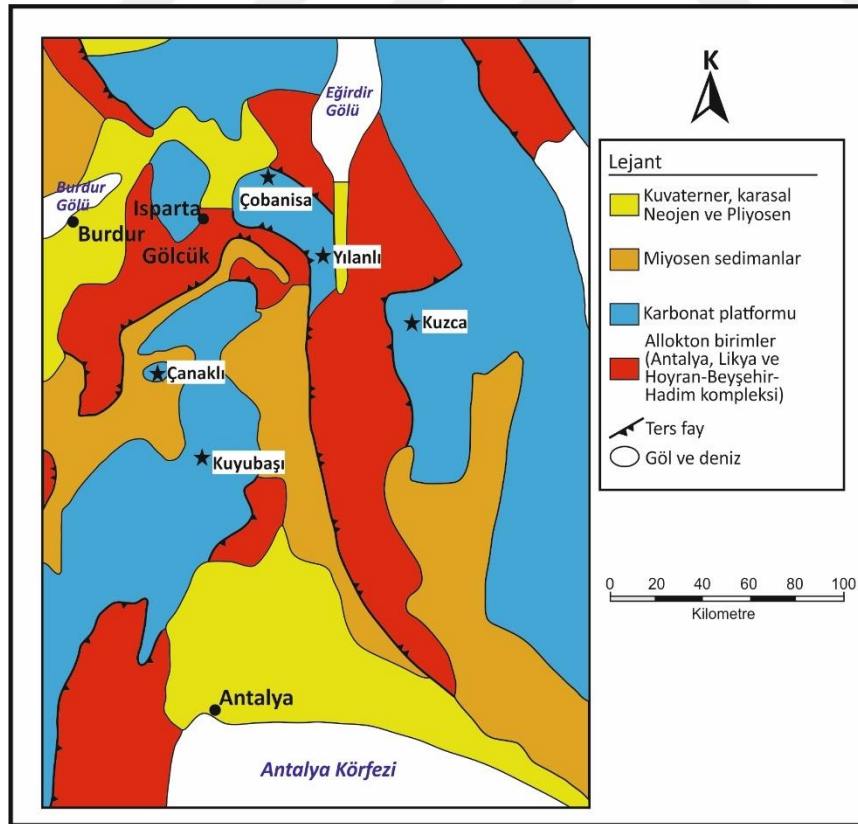 Eğirdir
Gölü
K
Lejant
Kuvaterner, karasal
Neojen ve Pliyosen
Miyosen sedimanlar
Karbonat platformu
Allokton birimler
(Antalya, Likya ve
Hoyran-Beyşehir-
Hadim kompleksi)
Ters fay
Göl ve deniz
Burdur
Gölü
Burdur
Isparta
Gölcük
Çobanisa
Yılanlı
Kuzca
Çanaklı
Kuyubaşı
Antalya
Antalya Körfezi
0 20 40 60 80 100
Kilometre